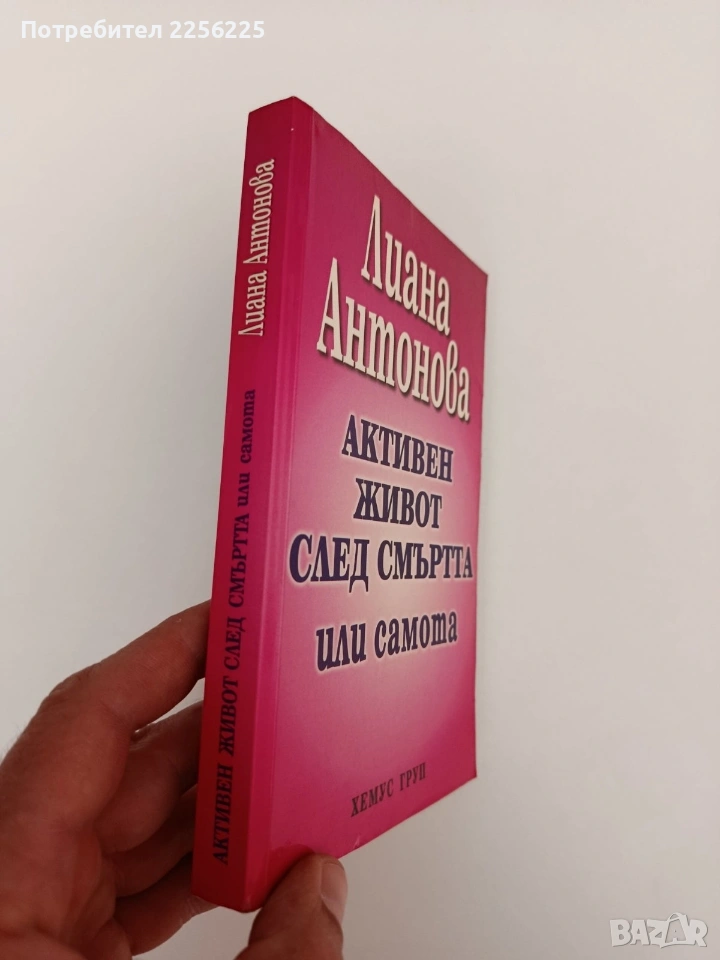 Потребител 2256225
Лиана Антонова
АКТИВЕН ЖИВОТ СЛЕД СМЪРТТА или самота
Лиана
Антонова
АКТИВЕН
ЖИВОТ
СЛЕД СМЪРТТА
или самота
ХЕМУС ГРУП
BAZAR